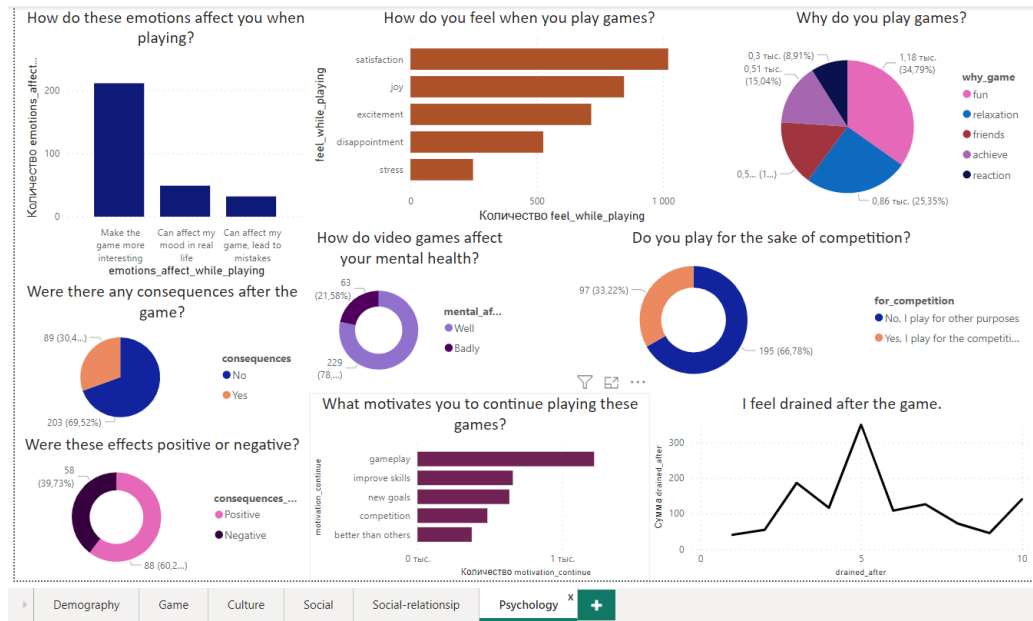 How do these emotions affect you when
playing?
Количество emotions_affect...
200
100
0
Make the
game more
interesting
Can affect my
mood in real
life
Can affect my
game, lead to
mistakes
emotions_affect_while_playing
How do you feel when you play games?
feel_while_playing
satisfaction
joy
excitement
disappointment
stress
0
500
1 000
Количество feel_while_playing
Why do you play games?
0,3 тыс. (8,91%)
0,51 тыс.
(15,04%)
1,18 тыс.
(34,79%)
0,5... (1...)
0,86 тыс. (25,35%)
why_game
fun
relaxation
friends
achieve
reaction
Were there any consequences after the
game?
89 (30,4...)
203 (69,52%)
consequences
No
Yes
How do video games affect
your mental health?
63
(21,58%)
229
(78,...)
mental_af...
Well
Badly
Do you play for the sake of competition?
97 (33,22%)
195 (66,78%)
for_competition
No, I play for other purposes
Yes, I play for the competiti...
Were these effects positive or negative?
58
(39,73%)
88 (60,2...)
consequences_...
Positive
Negative
What motivates you to continue playing these
games?
motivation_continue
gameplay
improve skills
new goals
competition
better than others
0 тыс.
1 тыс.
Количество motivation_continue
I feel drained after the game.
Сумма drained_after
300
200
100
0
0
5
10
drained_after
Demography
Game
Culture
Social
Social-relationsip
Psychology
x
+